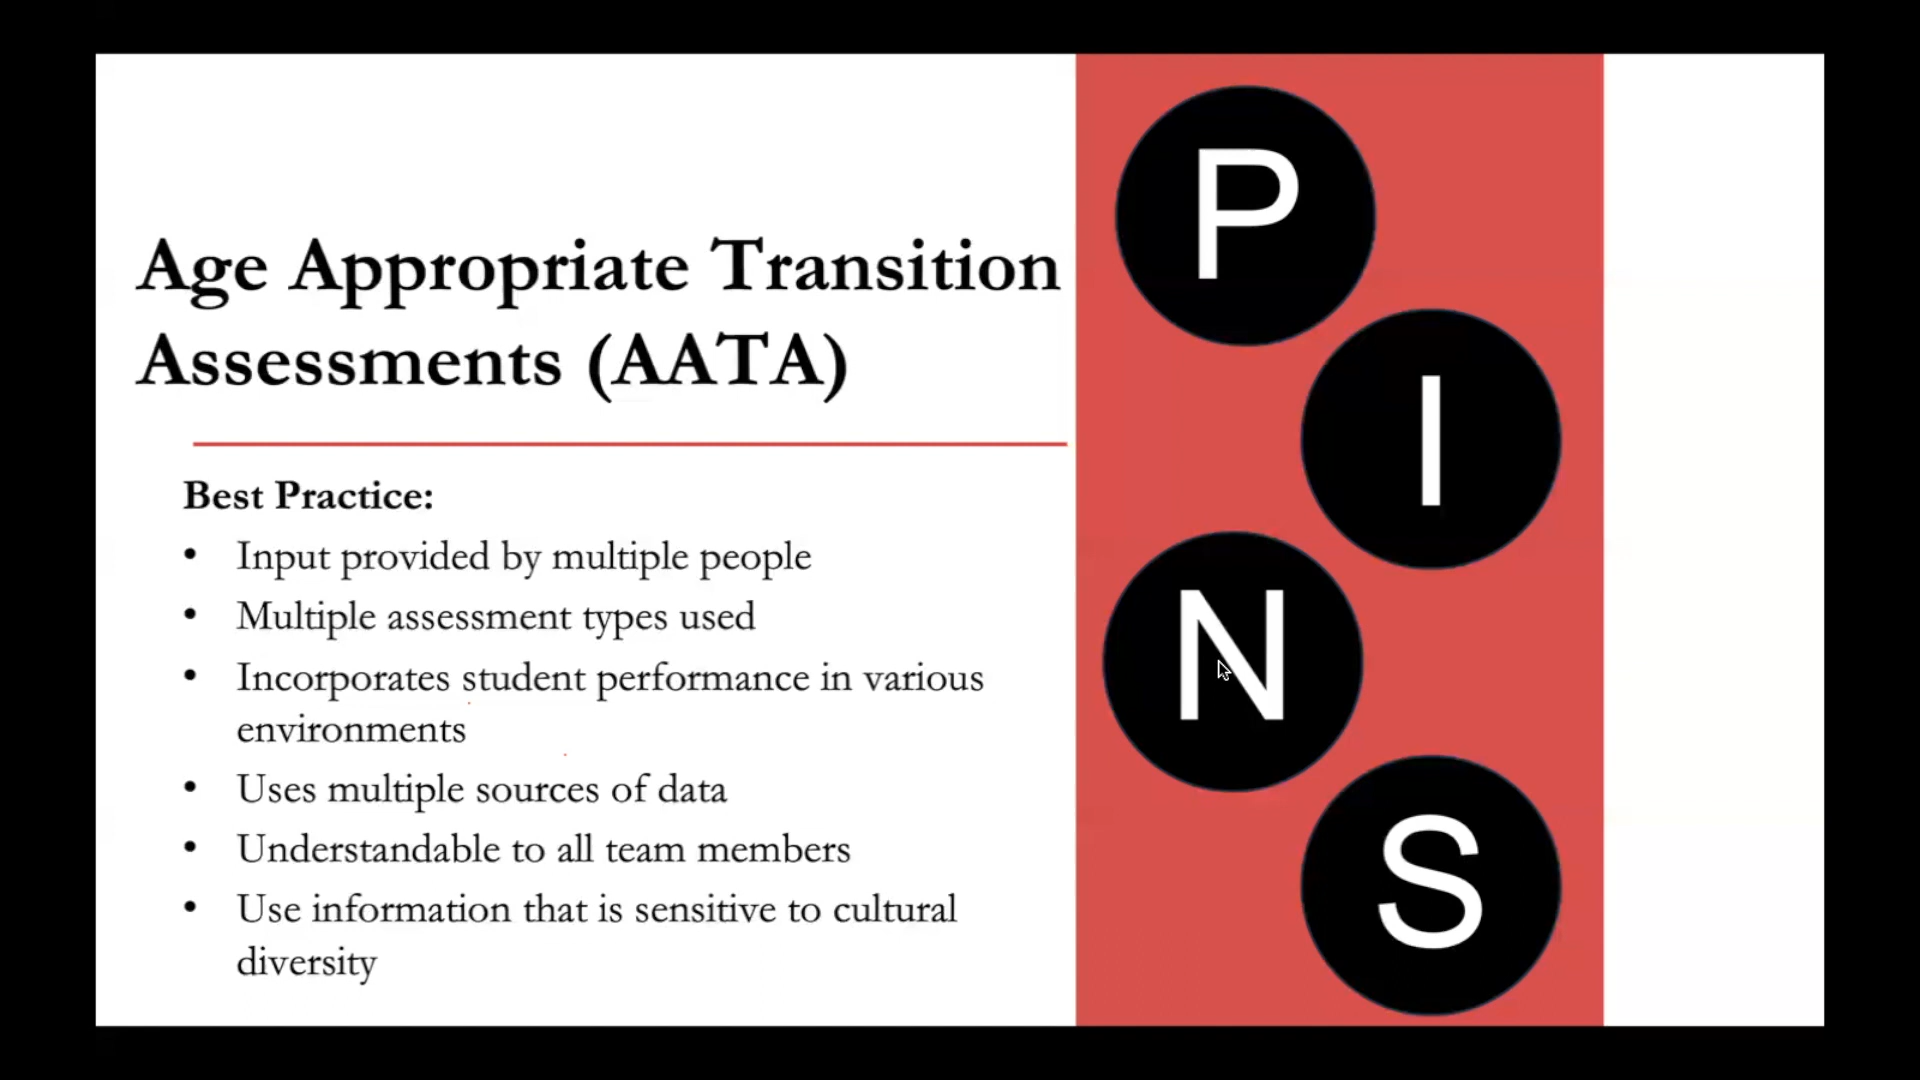 Age Appropriate Transition
Assessments (AATA)
Best Practice:
• Input provided by multiple people
• Multiple assessment types used
• Incorporates student performance in various
environments
• Uses multiple sources of data
• Understandable to all team members
• Use information that is sensitive to cultural
diversity
P
I
N
S